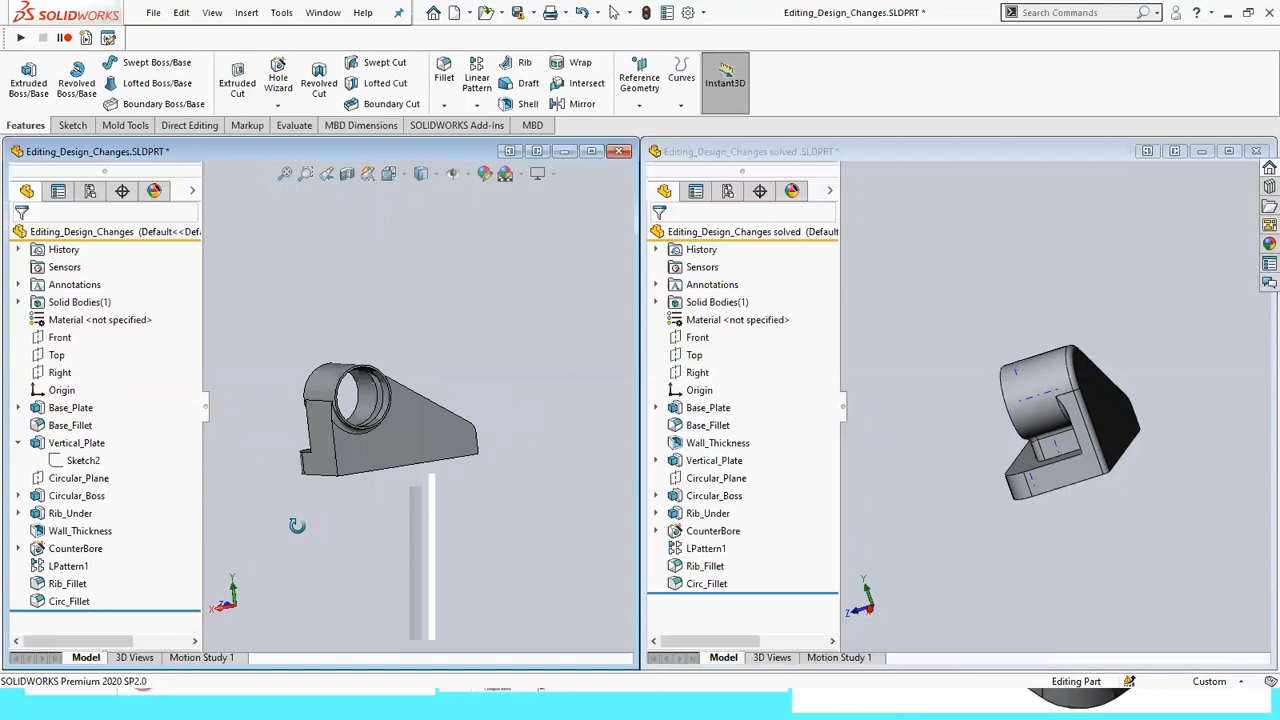 SOLIDWORKS File Edit View Insert Tools Window Help Editing_Design_Changes.SLDPRT * Search Commands
Extruded Boss/Base
Revolved Boss/Base
Swept Boss/Base
Lofted Boss/Base
Boundary Boss/Base
Extruded Cut
Hole Wizard
Revolved Cut
Swept Cut
Lofted Cut
Boundary Cut
Fillet
Linear Pattern
Rib
Draft
Shell
Wrap
Intersect
Mirror
Reference Geometry
Curves
Instant3D
Features Sketch Mold Tools Direct Editing Markup Evaluate MBD Dimensions SOLIDWORKS Add-Ins MBD
Editing_Design_Changes.SLDPRT *
Editing_Design_Changes (Default<<Def
History
Sensors
Annotations
Solid Bodies(1)
Material <not specified>
Front
Top
Right
Origin
Base_Plate
Base_Fillet
Vertical_Plate
Sketch2
Circular_Plane
Circular_Boss
Rib_Under
Wall_Thickness
CounterBore
LPattern1
Rib_Fillet
Circ_Fillet
Y
X
Z
Model 3D Views Motion Study 1
Editing_Design_Changes solved .SLDPRT *
Editing_Design_Changes solved (Default
History
Sensors
Annotations
Solid Bodies(1)
Material <not specified>
Front
Top
Right
Origin
Base_Plate
Base_Fillet
Wall_Thickness
Vertical_Plate
Circular_Plane
Circular_Boss
Rib_Under
CounterBore
LPattern1
Rib_Fillet
Circ_Fillet
Y
Z
Model 3D Views Motion Study 1
SOLIDWORKS Premium 2020 SP2.0 Editing Part Custom